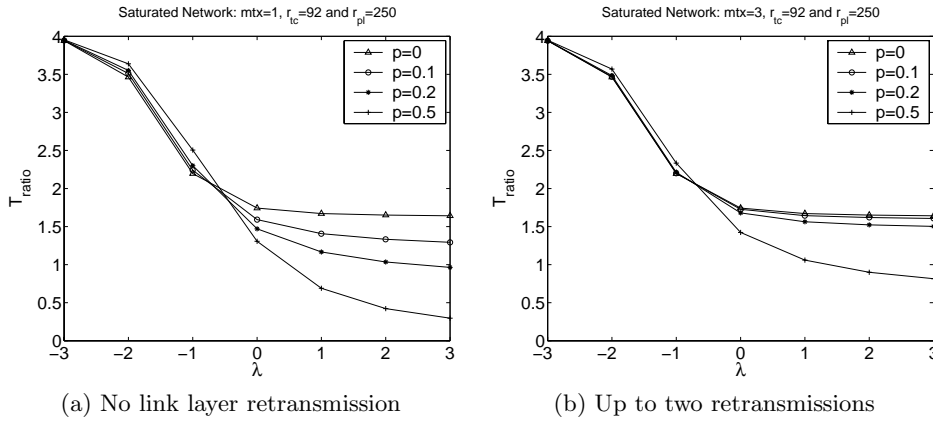 Saturated Network: mtx=1, r_tc=92 and r_pl=250
4
3.5
3
2.5
2
1.5
1
0.5
0
T_ratio
p=0
p=0.1
p=0.2
p=0.5
−3 −2 −1 0 1 2 3
λ
(a) No link layer retransmission
Saturated Network: mtx=3, r_tc=92 and r_pl=250
4
3.5
3
2.5
2
1.5
1
0.5
0
T_ratio
p=0
p=0.1
p=0.2
p=0.5
−3 −2 −1 0 1 2 3
λ
(b) Up to two retransmissions